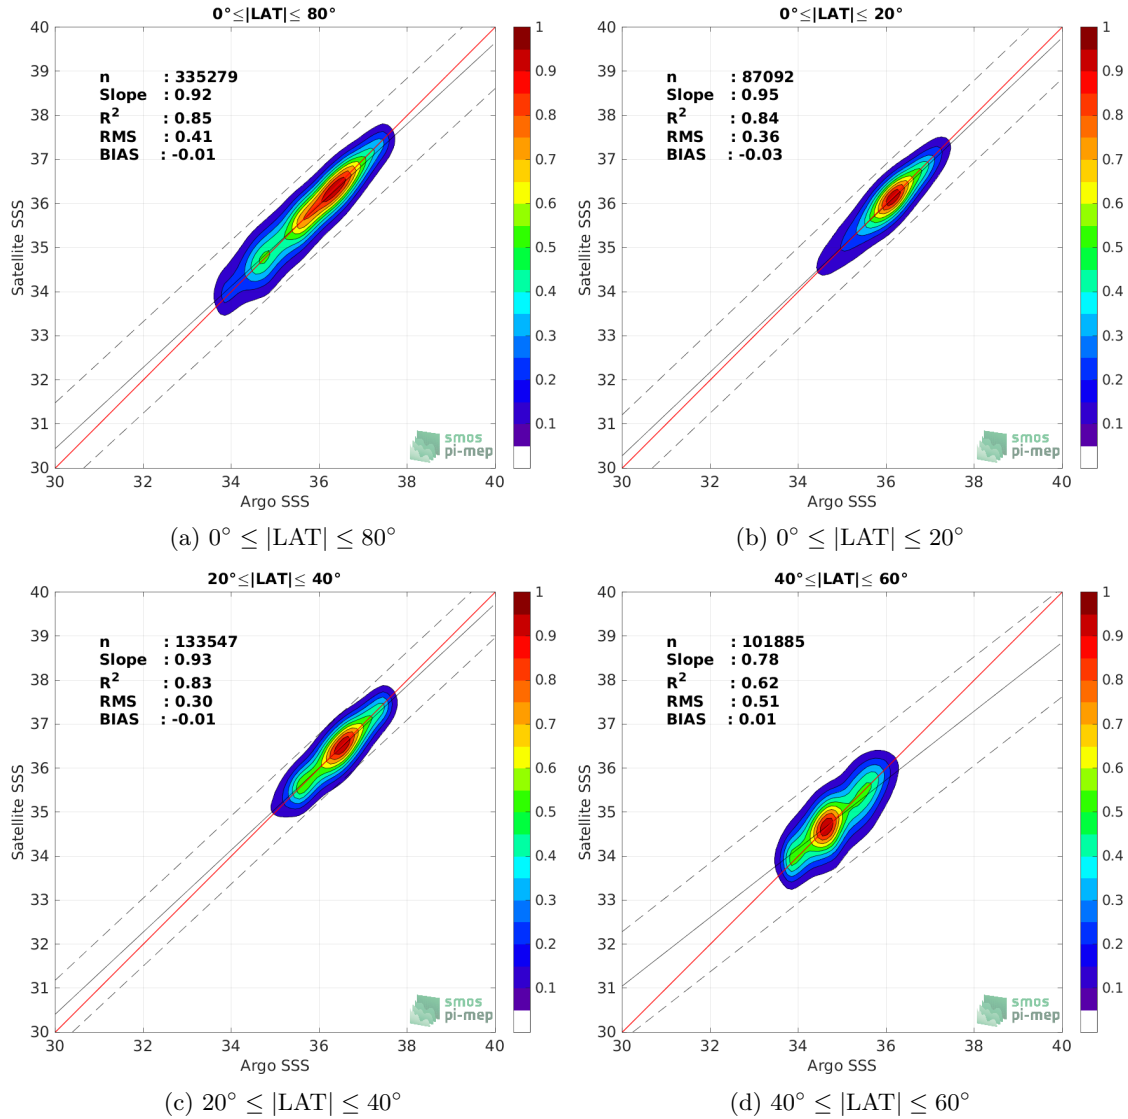 0°≤|LAT|≤ 80°
40
39
38
37
36
35
34
33
32
31
30
Satellite SSS
n : 335279
Slope : 0.92
R² : 0.85
RMS : 0.41
BIAS : -0.01
smos
pi-mep
30 32 34 36 38 40
Argo SSS
1
0.9
0.8
0.7
0.6
0.5
0.4
0.3
0.2
0.1
(a) 0° ≤ |LAT| ≤ 80°
0°≤|LAT|≤ 20°
40
39
38
37
36
35
34
33
32
31
30
Satellite SSS
n : 87092
Slope : 0.95
R² : 0.84
RMS : 0.36
BIAS : -0.03
smos
pi-mep
30 32 34 36 38 40
Argo SSS
1
0.9
0.8
0.7
0.6
0.5
0.4
0.3
0.2
0.1
(b) 0° ≤ |LAT| ≤ 20°
20°≤|LAT|≤ 40°
40
39
38
37
36
35
34
33
32
31
30
Satellite SSS
n : 133547
Slope : 0.93
R² : 0.83
RMS : 0.30
BIAS : -0.01
smos
pi-mep
30 32 34 36 38 40
Argo SSS
1
0.9
0.8
0.7
0.6
0.5
0.4
0.3
0.2
0.1
(c) 20° ≤ |LAT| ≤ 40°
40°≤|LAT|≤ 60°
40
39
38
37
36
35
34
33
32
31
30
Satellite SSS
n : 101885
Slope : 0.78
R² : 0.62
RMS : 0.51
BIAS : 0.01
smos
pi-mep
30 32 34 36 38 40
Argo SSS
1
0.9
0.8
0.7
0.6
0.5
0.4
0.3
0.2
0.1
(d) 40° ≤ |LAT| ≤ 60°